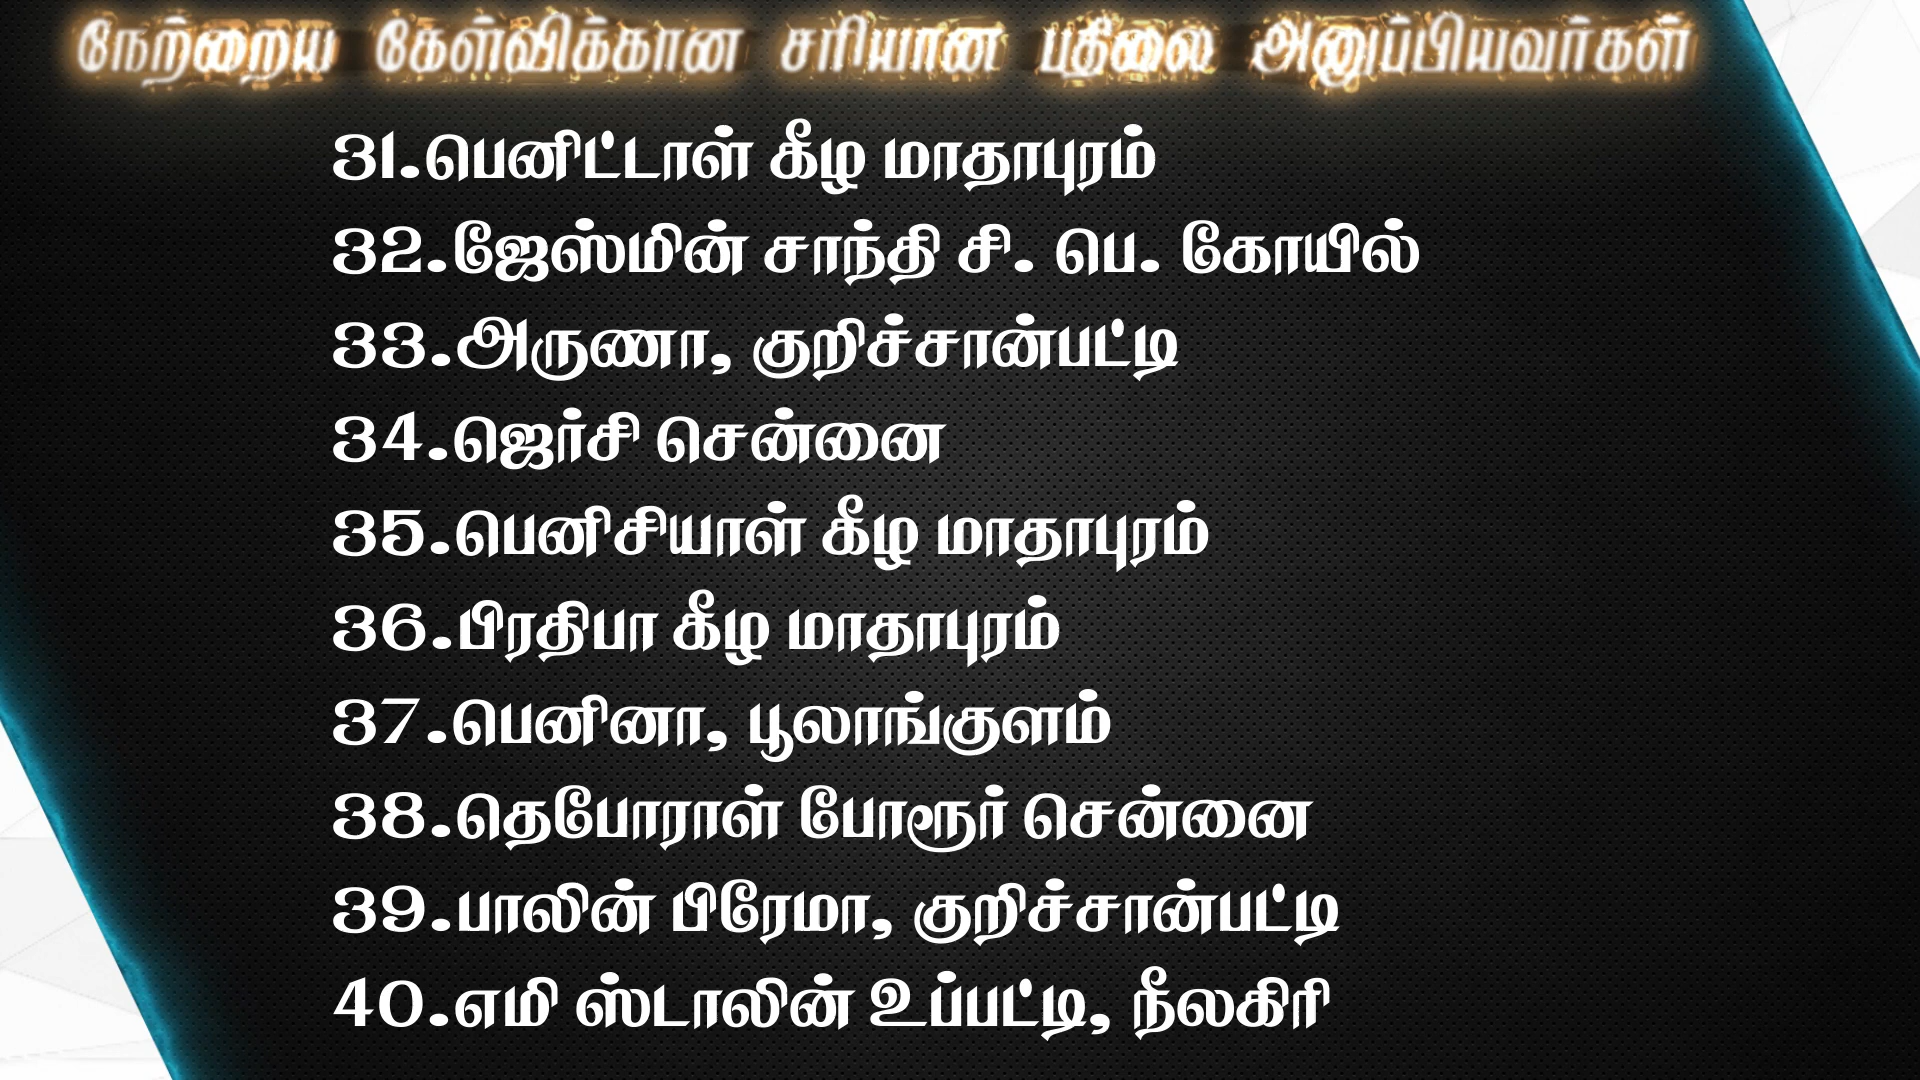 நேற்றைய கேள்விக்கான சரியான பதிலை அனுப்பியவர்கள்
31.பெனிட்டாள் கீழ மாதாபுரம்
32.ஜேஸ்மின் சாந்தி சி. பெ. கோயில்
33.அருணா, குறிச்சான்பட்டி
34.ஜெர்சி சென்னை
35.பெனிசியாள் கீழ மாதாபுரம்
36.பிரதிபா கீழ மாதாபுரம்
37.பெனினா, பூலாங்குளம்
38.தெபோராள் போரூர் சென்னை
39.பாலின் பிரேமா, குறிச்சான்பட்டி
40.எமி ஸ்டாலின் உப்பட்டி, நீலகிரி